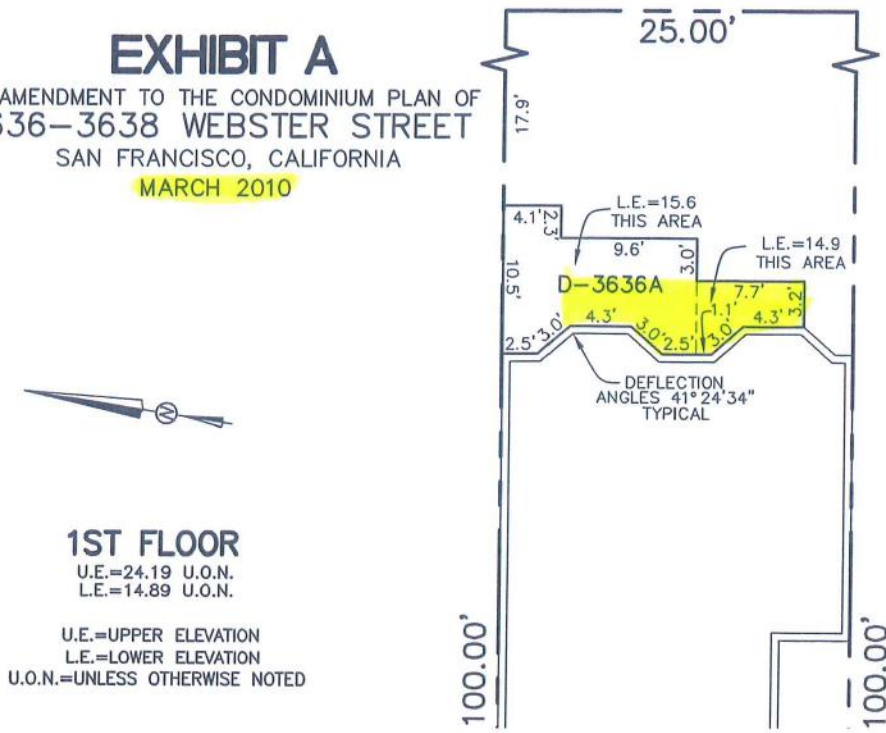 EXHIBIT A
AMENDMENT TO THE CONDOMINIUM PLAN OF
636-3638 WEBSTER STREET
SAN FRANCISCO, CALIFORNIA
MARCH 2010
25.00'
17.9'
4.1'
2.3'
L.E.=15.6
THIS AREA
9.6'
3.0'
L.E.=14.9
THIS AREA
10.5'
D-3636A
7.7'
3.2'
1.1'
4.3'
4.3'
2.5'
3.0'
3.0'
2.5'
3.0'
DEFLECTION
ANGLES 41°24'34"
TYPICAL
N
1ST FLOOR
U.E.=24.19 U.O.N.
L.E.=14.89 U.O.N.
U.E.=UPPER ELEVATION
L.E.=LOWER ELEVATION
U.O.N.=UNLESS OTHERWISE NOTED
100.00'
100.00'